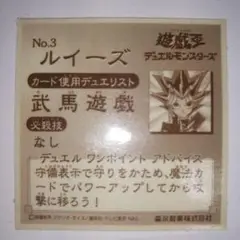 No.3
ルイーズ
遊戯王
デュエルモンスターズ
カード使用デュエリスト
武馬遊戯
必殺技
なし
デュエル ワンポイント アドバイス
守備表示で守りをかため、魔法カ
ードでパワーアップしてから攻
撃に移ろう!